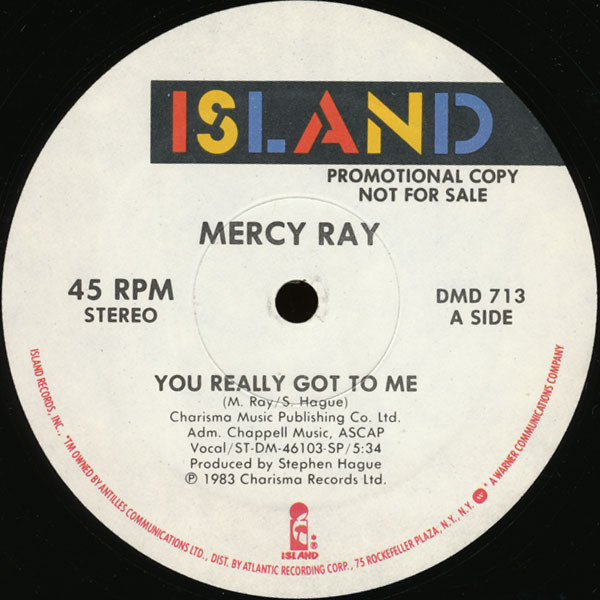 ISLAND
PROMOTIONAL COPY
NOT FOR SALE
MERCY RAY
45 RPM
STEREO
DMD 713
A SIDE
YOU REALLY GOT TO ME
(M. Ray/S. Hague)
Charisma Music Publishing Co. Ltd.
Adm. Chappell Music, ASCAP
Vocal/ST-DM-46103-SP/5:34
Produced by Stephen Hague
℗ 1983 Charisma Records Ltd.
ISLAND®
ISLAND RECORDS, INC., *TM OWNED BY ANTILLES COMMUNICATIONS LTD., DIST. BY ATLANTIC RECORDING CORP., 75 ROCKEFELLER PLAZA, N.Y., N.Y. * A WARNER COMMUNICATIONS COMPANY